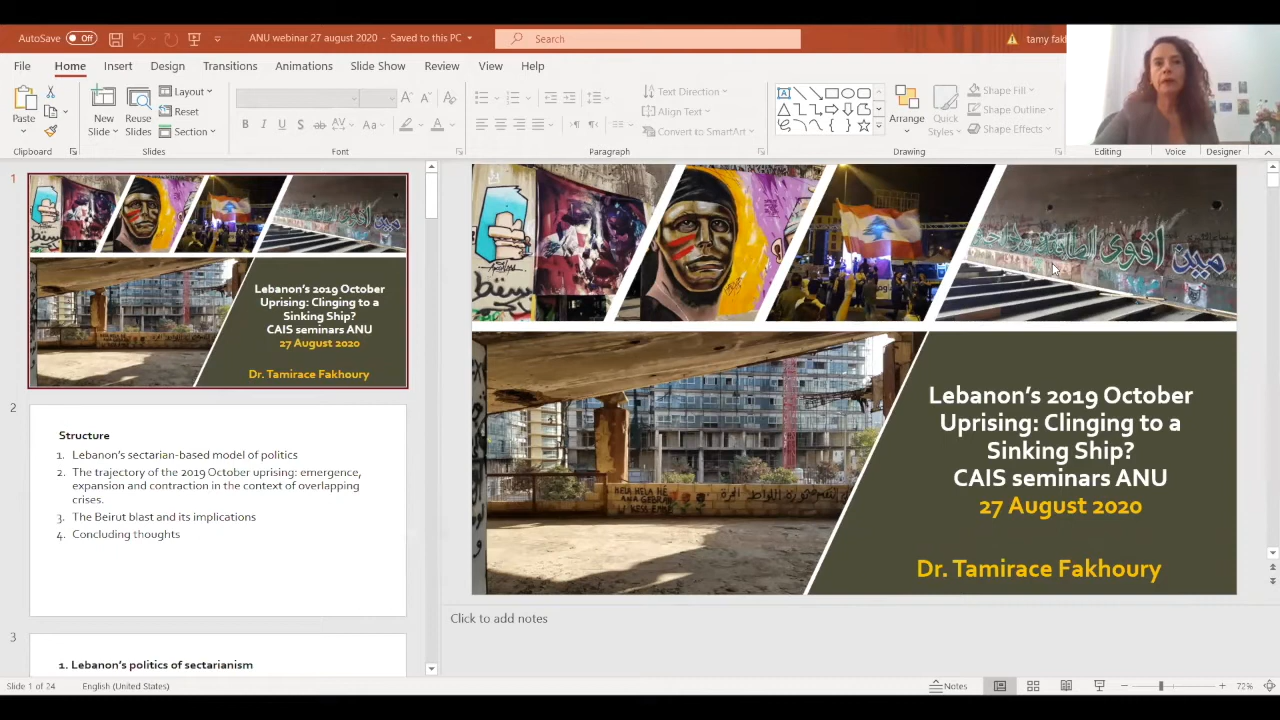 AutoSave Off
ANU webinar 27 august 2020 - Saved to this PC
Search
tamy fak
File Home Insert Design Transitions Animations Slide Show Review View Help
Paste
New Slide
Reuse Slides
Layout
Reset
Section
Text Direction
Align Text
Convert to SmartArt
Arrange
Quick Styles
Shape Fill
Shape Outline
Shape Effects
Clipboard Slides Font Paragraph Drawing Editing Voice Designer
1
Lebanon's 2019 October
Uprising: Clinging to a
Sinking Ship?
CAIS seminars ANU
27 August 2020
Dr. Tamirace Fakhoury
2
Structure
1. Lebanon's sectarian-based model of politics
2. The trajectory of the 2019 October uprising: emergence,
expansion and contraction in the context of overlapping
crises.
3. The Beirut blast and its implications
4. Concluding thoughts
3
1. Lebanon's politics of sectarianism
مين اقوى
Lebanon's 2019 October
Uprising: Clinging to a
Sinking Ship?
CAIS seminars ANU
27 August 2020
Dr. Tamirace Fakhoury
Click to add notes
Slide 1 of 24 English (United States) Notes 72%